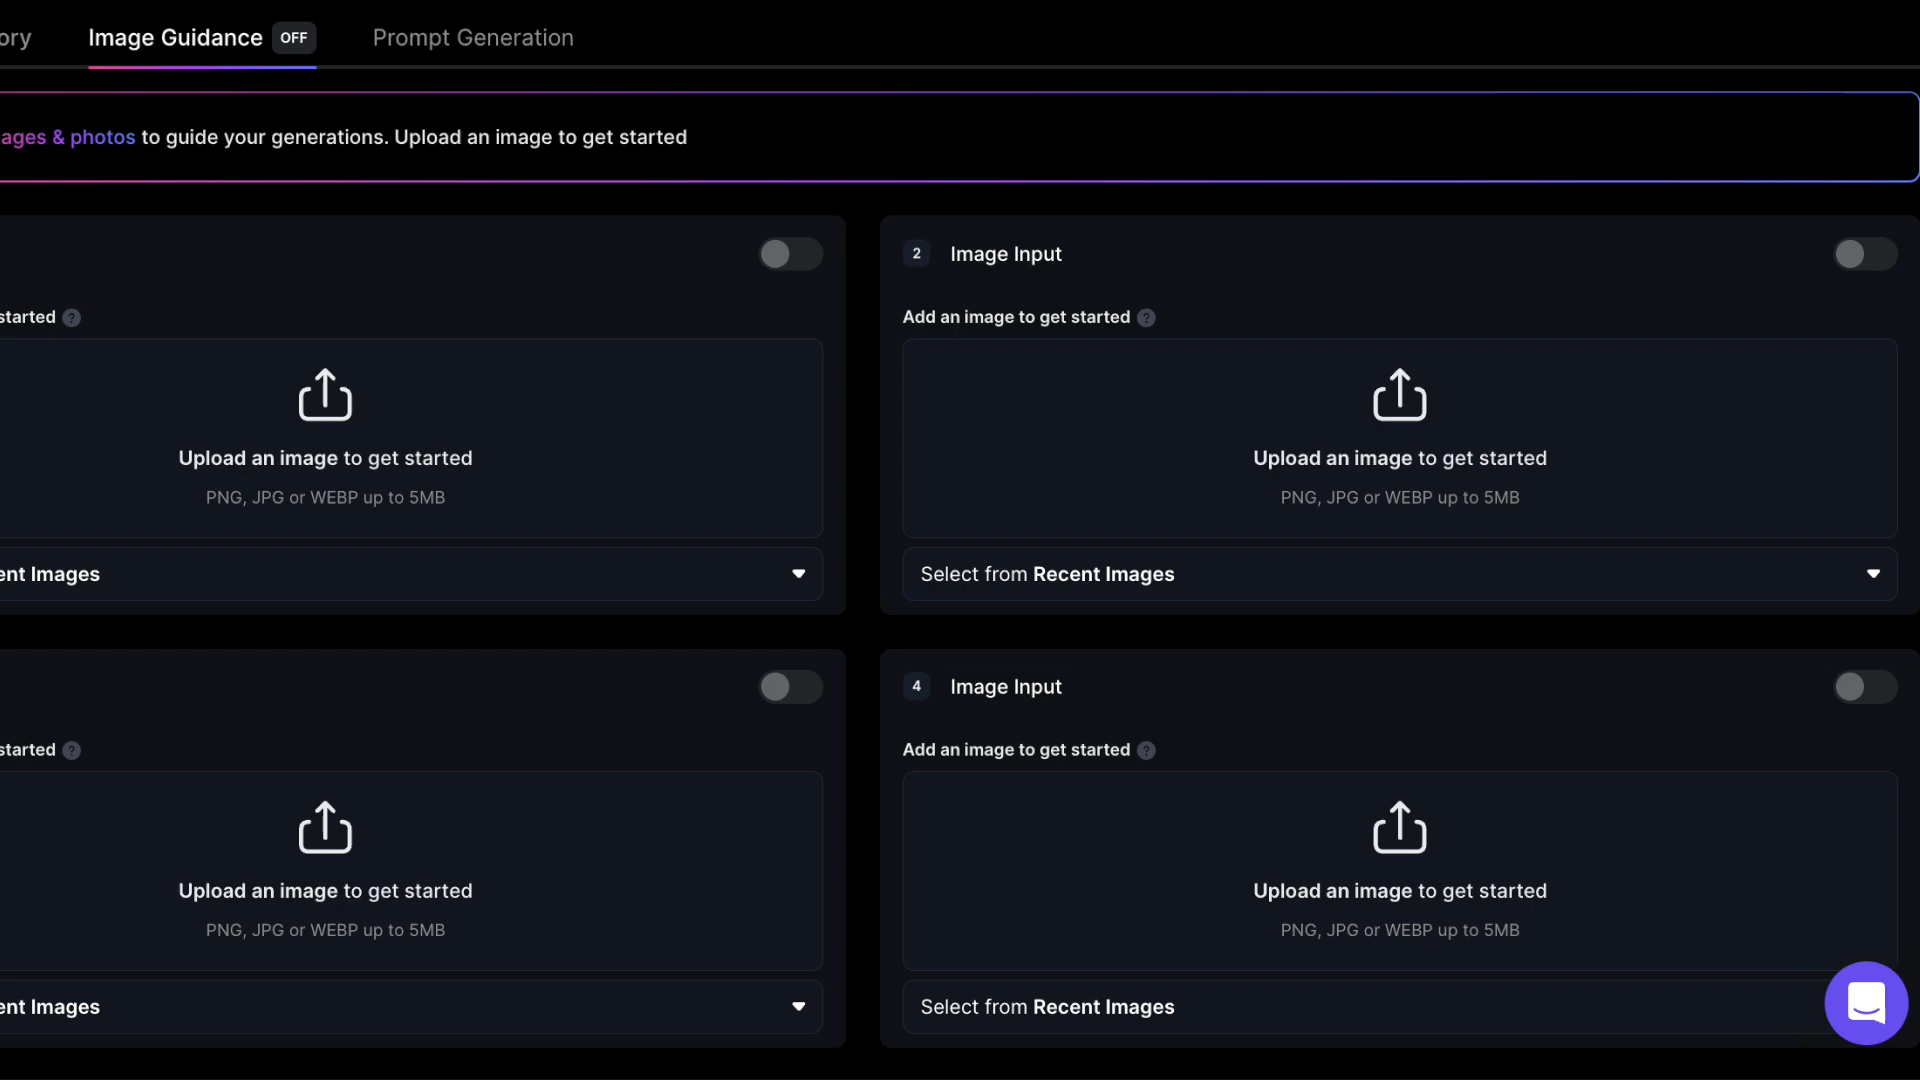 ory Image Guidance OFF Prompt Generation
ages & photos to guide your generations. Upload an image to get started
2 Image Input
started ?
Add an image to get started ?
Upload an image to get started
PNG, JPG or WEBP up to 5MB
Upload an image to get started
PNG, JPG or WEBP up to 5MB
ent Images
Select from Recent Images
4 Image Input
started ?
Add an image to get started ?
Upload an image to get started
PNG, JPG or WEBP up to 5MB
Upload an image to get started
PNG, JPG or WEBP up to 5MB
ent Images
Select from Recent Images